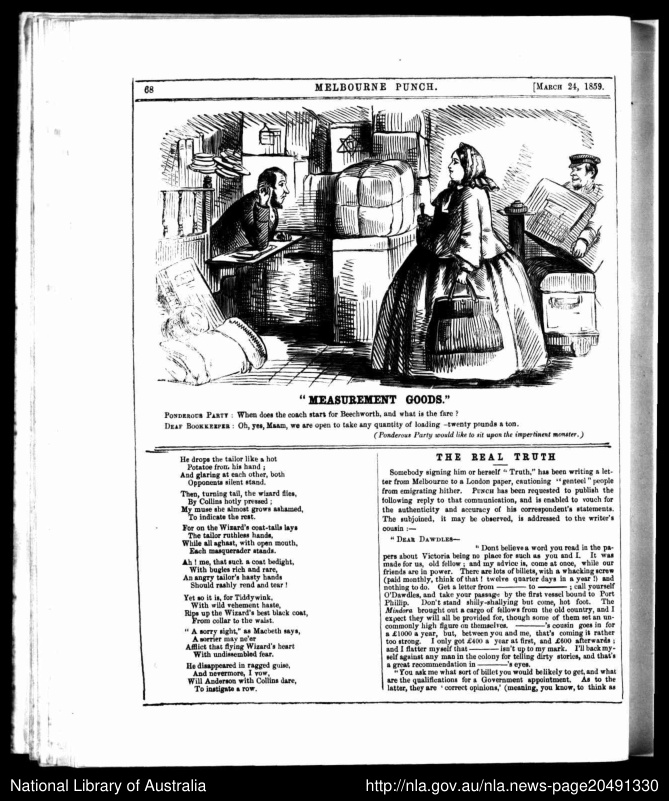 68
MELBOURNE PUNCH.
[MARCH 24, 1859.
"MEASUREMENT GOODS."
PONDEROUS PARTY : When does the coach start for Beechworth, and what is the fare ?
DEAF BOOKKEEPER : Oh, yes, Maam, we are open to take any quantity of loading –twenty pounds a ton.
(Ponderous Party would like to sit upon the impertinent monster.)
He drops the tailor like a hot
Potatoe from his hand ;
And glaring at each other, both
Opponents silent stand.
Then, turning tail, the wizard flies,
By Collins hotly pressed ;
My muse she almost grows ashamed,
To indicate the rest.
For on the Wizard's coat-tails lays
The tailor ruthless hands,
While all aghast, with open mouth,
Each masquerader stands.
Ah ! me, that such a coat bedight,
With bugles rich and rare,
An angry tailor's hasty hands
Should rashly rend and tear !
Yet so it is, for Tiddywink,
With wild vehement haste,
Rips up the Wizard's best black coat,
From collar to the waist.
" A sorry sight," as Macbeth says,
A sorrier may ne'er
Afflict that flying Wizard's heart
With undissembled fear.
He disappeared in ragged guise,
And nevermore, I vow,
Will Anderson with Collins dare,
To instigate a row.
THE REAL TRUTH
Somebody signing him or herself " Truth," has been writing a let-
ter from Melbourne to a London paper, cautioning "genteel" people
from emigrating hither. PUNCH has been requested to publish the
following reply to that communication, and is enabled to vouch for
the authenticity and accuracy of his correspondent's statements.
The subjoined, it may be observed, is addressed to the writer's
cousin :—
" DEAR DAWDLES—
" Dont believe a word you read in the pa-
pers about Victoria being no place for such as you and I. It was
made for us, old fellow ; and my advice is, come at once, while our
friends are in power. There are lots of billets, with a whacking screw
(paid monthly, think of that ! twelve quarter days in a year !) and
nothing to do. Get a letter from ——— to ——— ; call yourself
O'Dawdles, and take your passage by the first vessel bound to Port
Phillip. Don't stand shilly-shallying but come, hot foot. The
Mindora brought out a cargo of fellows from the old country, and I
expect they will all be provided for, though some of them set an un-
commonly high figure on themselves. ———'s cousin goes in for
a £1000 a year, but, between you and me, that's coming it rather
too strong. I only got £400 a year at first, and £600 afterwards ;
and I flatter myself that ——— isn't up to my mark. I'll back my-
self against any man in the colony for telling dirty stories, and that's
a great recommendation in ———'s eyes.
"You ask me what sort of billet you would be likely to get, and what
are the qualifications for a Government appointment. As to the
latter, they are 'correct opinions,' (meaning, you know, to think as
National Library of Australia
http://nla.gov.au/nla.news-page20491330